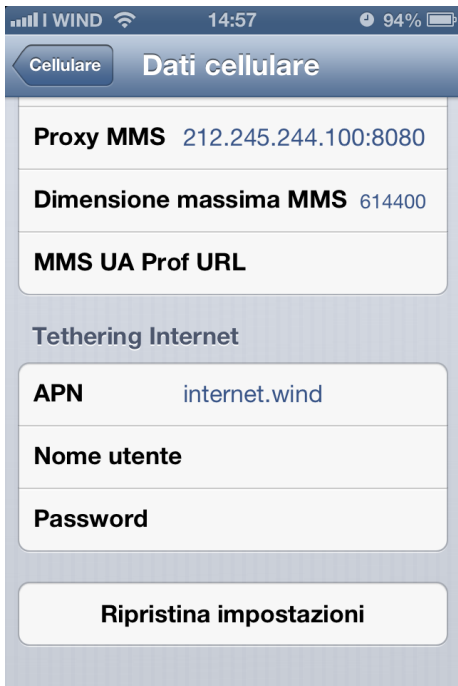 I WIND 14:57 94%
Cellulare Dati cellulare
Proxy MMS 212.245.244.100:8080
Dimensione massima MMS 614400
MMS UA Prof URL
Tethering Internet
APN internet.wind
Nome utente
Password
Ripristina impostazioni